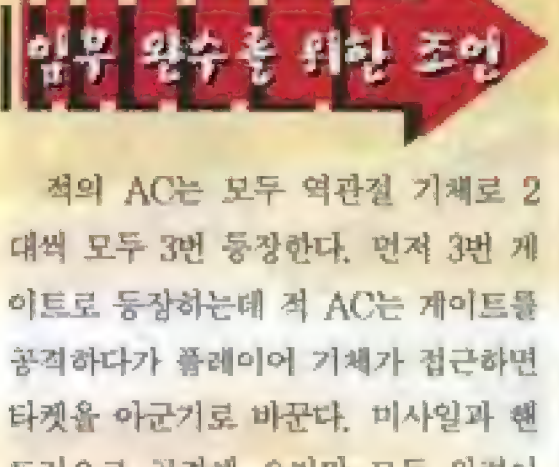 임무 완수를 위한 조언
적의 AC는 모두 역관절 기체로 2
대씩 모두 3번 등장한다. 먼저 3번 게
이트로 등장하는데 적 AC는 게이트를
공격하다가 플레이어 기체가 접근하면
타켓을 아군기로 바꾼다. 미사일과 핸